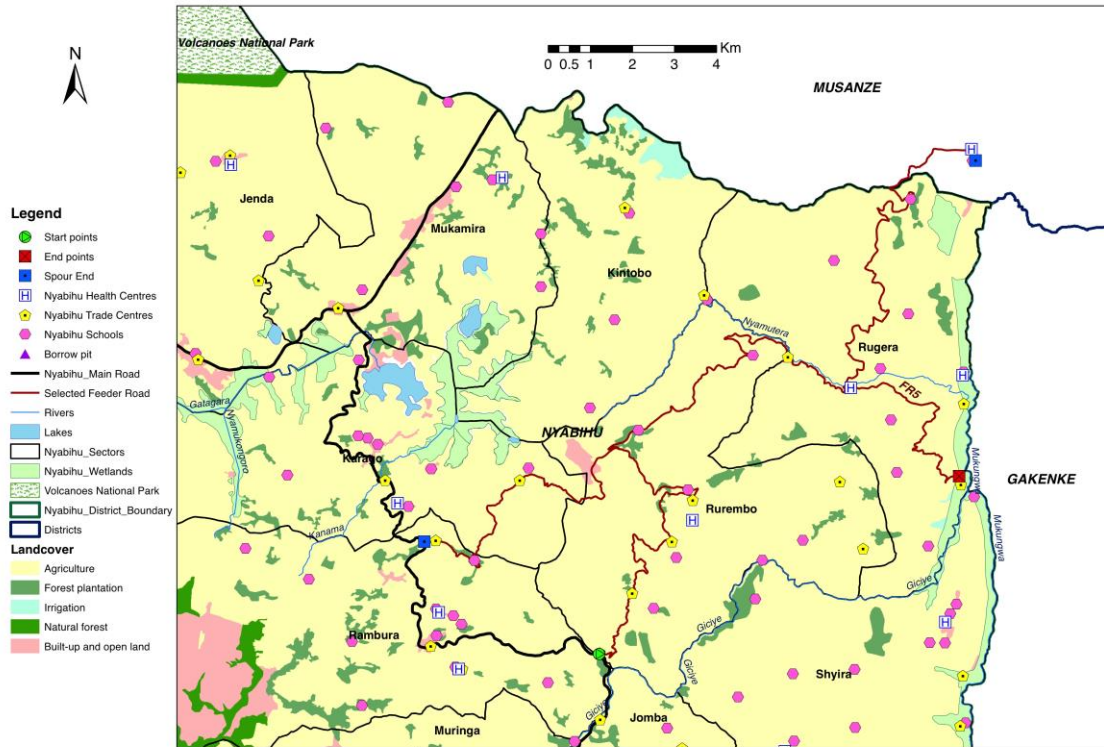 Volcanoes National Park
N
Km
0 0.5 1 2 3 4
MUSANZE
Jenda
Mukamira
Kintobo
Legend
Start points
End points
Spour End
Nyabihu Health Centres
Nyabihu Trade Centres
Nyabihu Schools
Borrow pit
Nyabihu_Main Road
Selected Feeder Road
Rivers
Lakes
Nyabihu_Sectors
Nyabihu_Wetlands
Volcanoes National Park
Nyabihu_District_Boundary
Districts
Landcover
Agriculture
Forest plantation
Irrigation
Natural forest
Built-up and open land
H
H
H
H
H
H
H
H
H
H
H
Nyamutera
Rugera
FR5
Gatagara
Nyamukongoro
NYABIHU
Karago
Mukungwa
GAKENKE
Rurembo
Kanama
Mukungwa
Giciye
Rambura
Giciye
Giciye
Shyira
Giciye
Jomba
Muringa